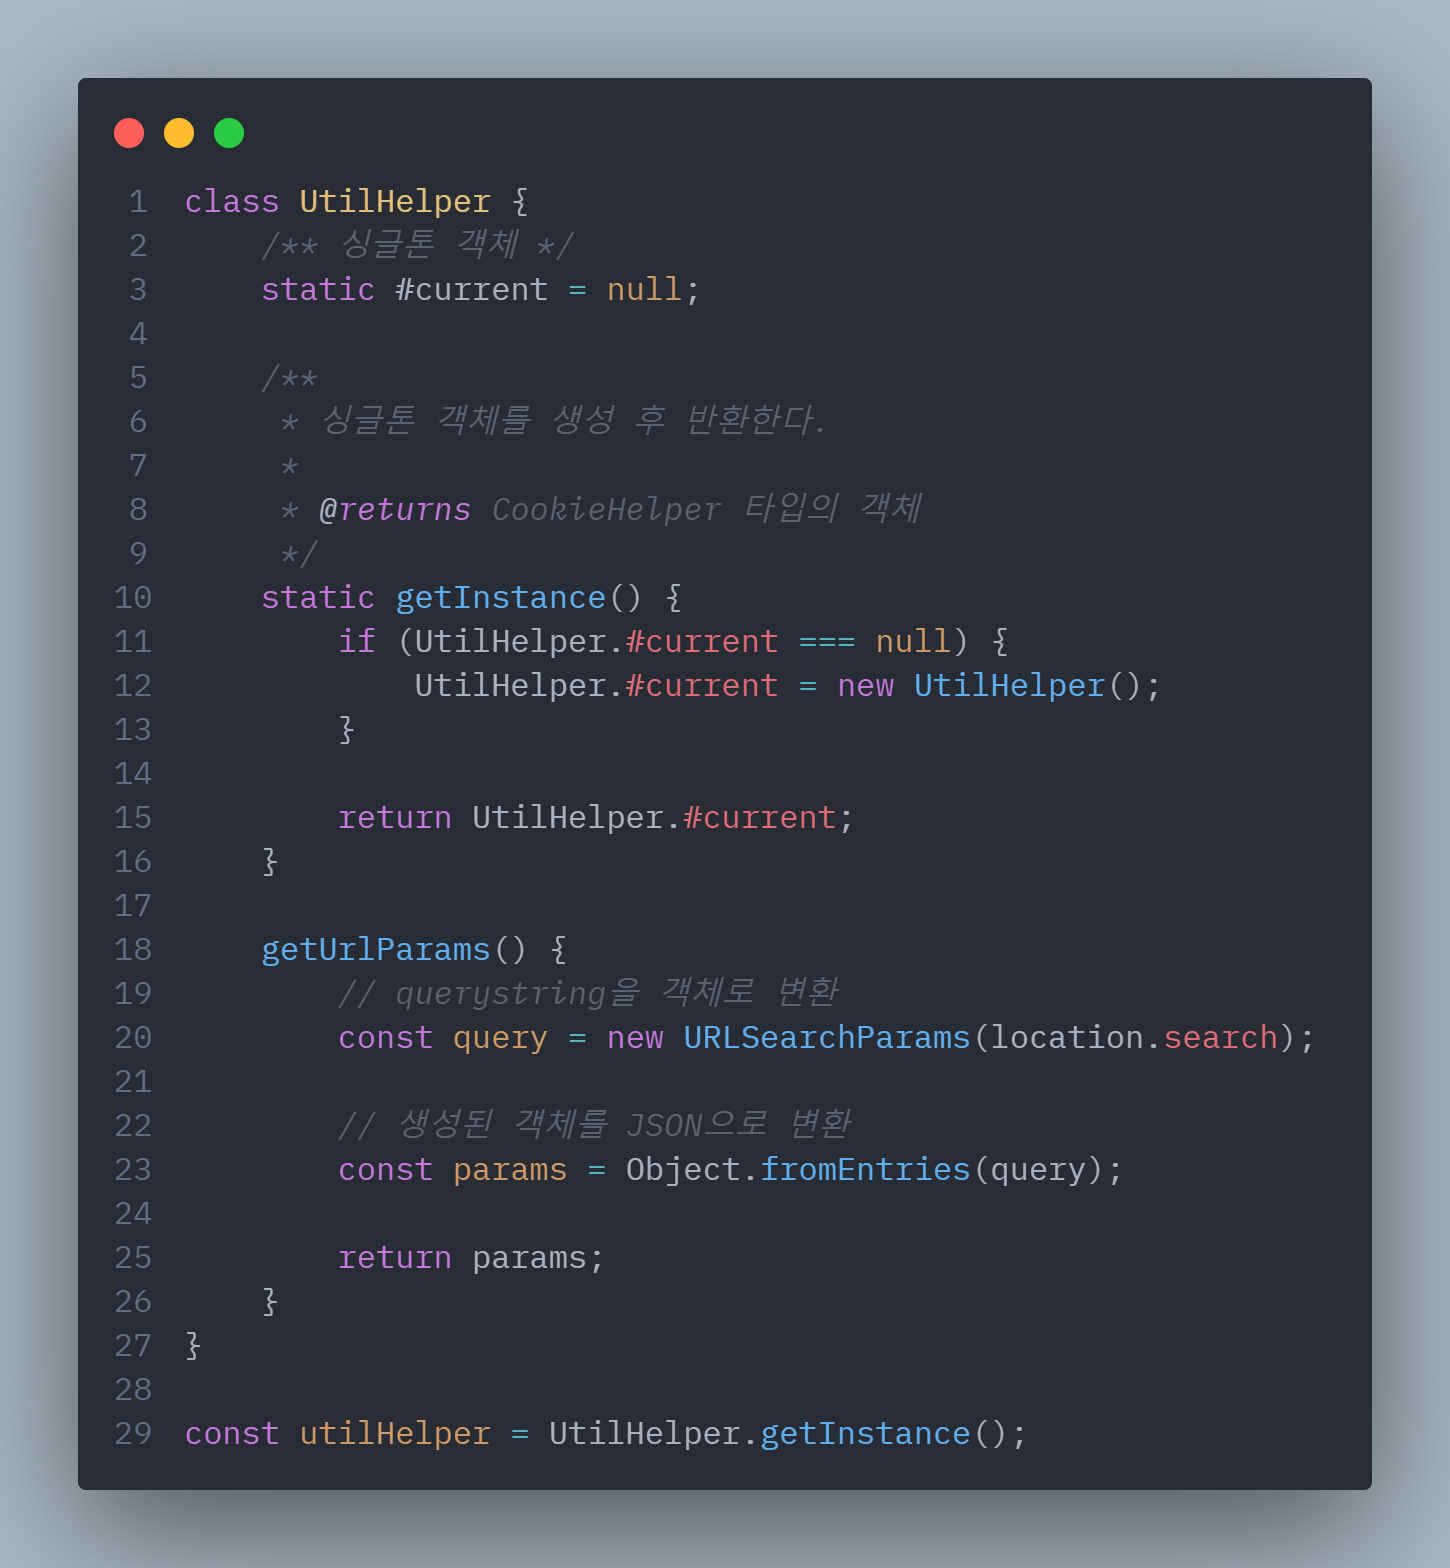 1 class UtilHelper {
2     /** 싱글톤 객체 */
3     static #current = null;
4
5     /**
6      * 싱글톤 객체를 생성 후 반환한다.
7      *
8      * @returns CookieHelper 타입의 객체
9      */
10     static getInstance() {
11         if (UtilHelper.#current === null) {
12             UtilHelper.#current = new UtilHelper();
13         }
14
15         return UtilHelper.#current;
16     }
17
18     getUrlParams() {
19         // querystring을 객체로 변환
20         const query = new URLSearchParams(location.search);
21
22         // 생성된 객체를 JSON으로 변환
23         const params = Object.fromEntries(query);
24
25         return params;
26     }
27 }
28
29 const utilHelper = UtilHelper.getInstance();